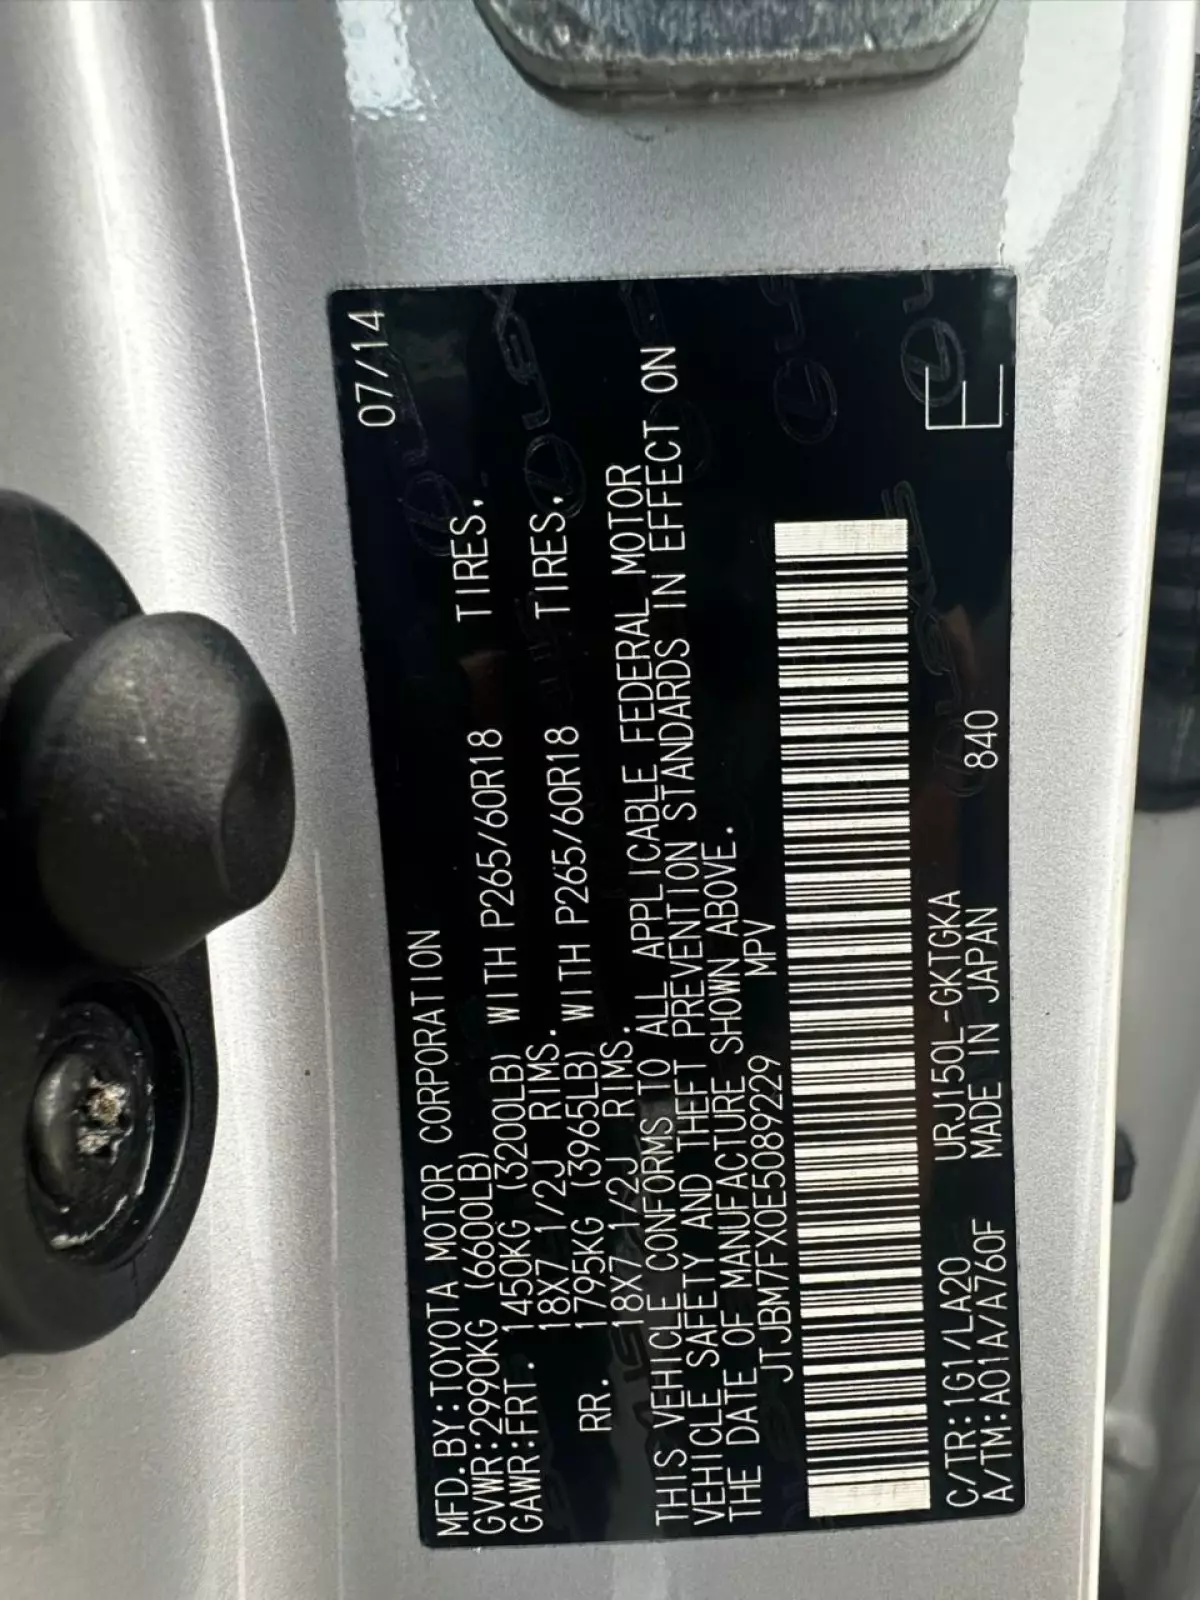 MFD.BY:TOYOTA MOTOR CORPORATION 07/14
GVWR:2990KG (6600LB)
GAWR:FRT. 1450KG (3200LB) WITH P265/60R18 TIRES,
18X7 1/2J RIMS.
RR. 1795KG (3965LB) WITH P265/60R18 TIRES,
18X7 1/2J RIMS.
THIS VEHICLE CONFORMS TO ALL APPLICABLE FEDERAL MOTOR
VEHICLE SAFETY AND THEFT PREVENTION STANDARDS IN EFFECT ON
THE DATE OF MANUFACTURE SHOWN ABOVE.
JTJBM7FX0E5089229 MPV
C/TR:1G1/LA20 URJ150L-GKTGKA
A/TM:A01A/A760F MADE IN JAPAN 840 E